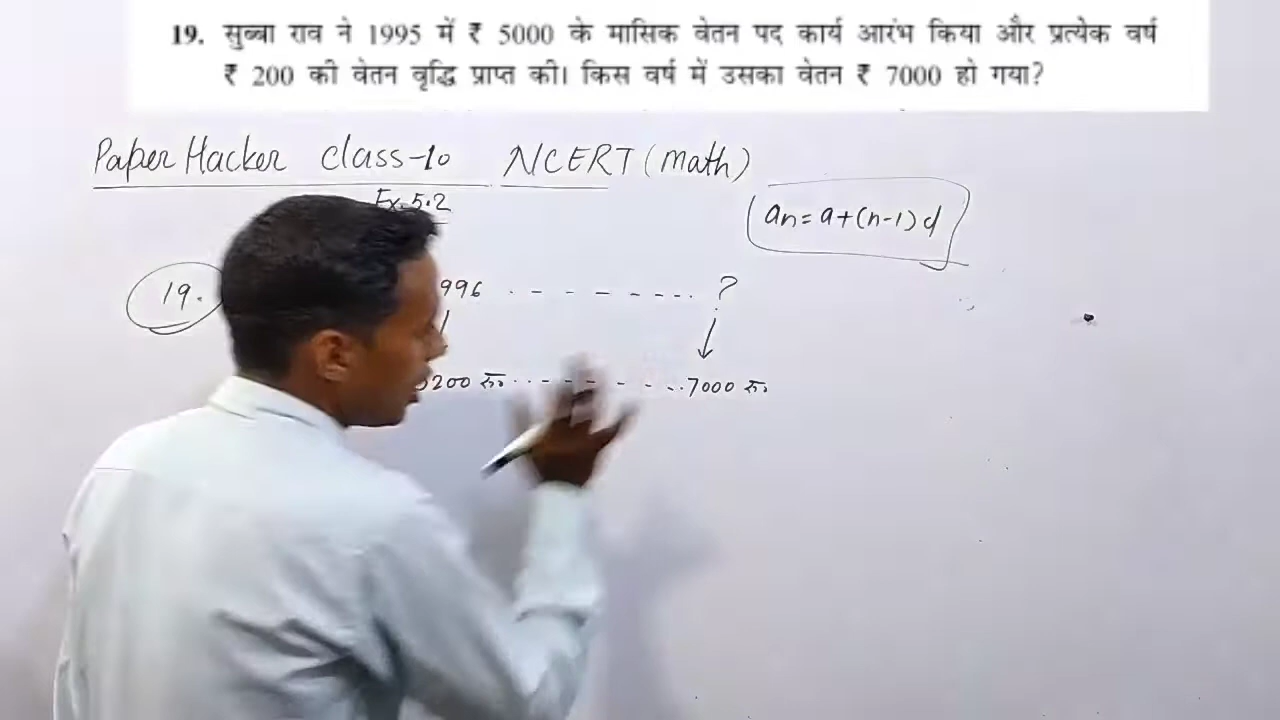 19. सुब्बा राव ने 1995 में ₹ 5000 के मासिक वेतन पद कार्य आरंभ किया और प्रत्येक वर्ष
₹ 200 की वेतन वृद्धि प्राप्त की। किस वर्ष में उसका वेतन ₹ 7000 हो गया?
Paper Hacker class-10 NCERT (math)
Ex. 5.2
an = a+(n-1) d
19. 996 . - - - - - - . . ?
200 रु. . . - - - - - . . 7000 रु.